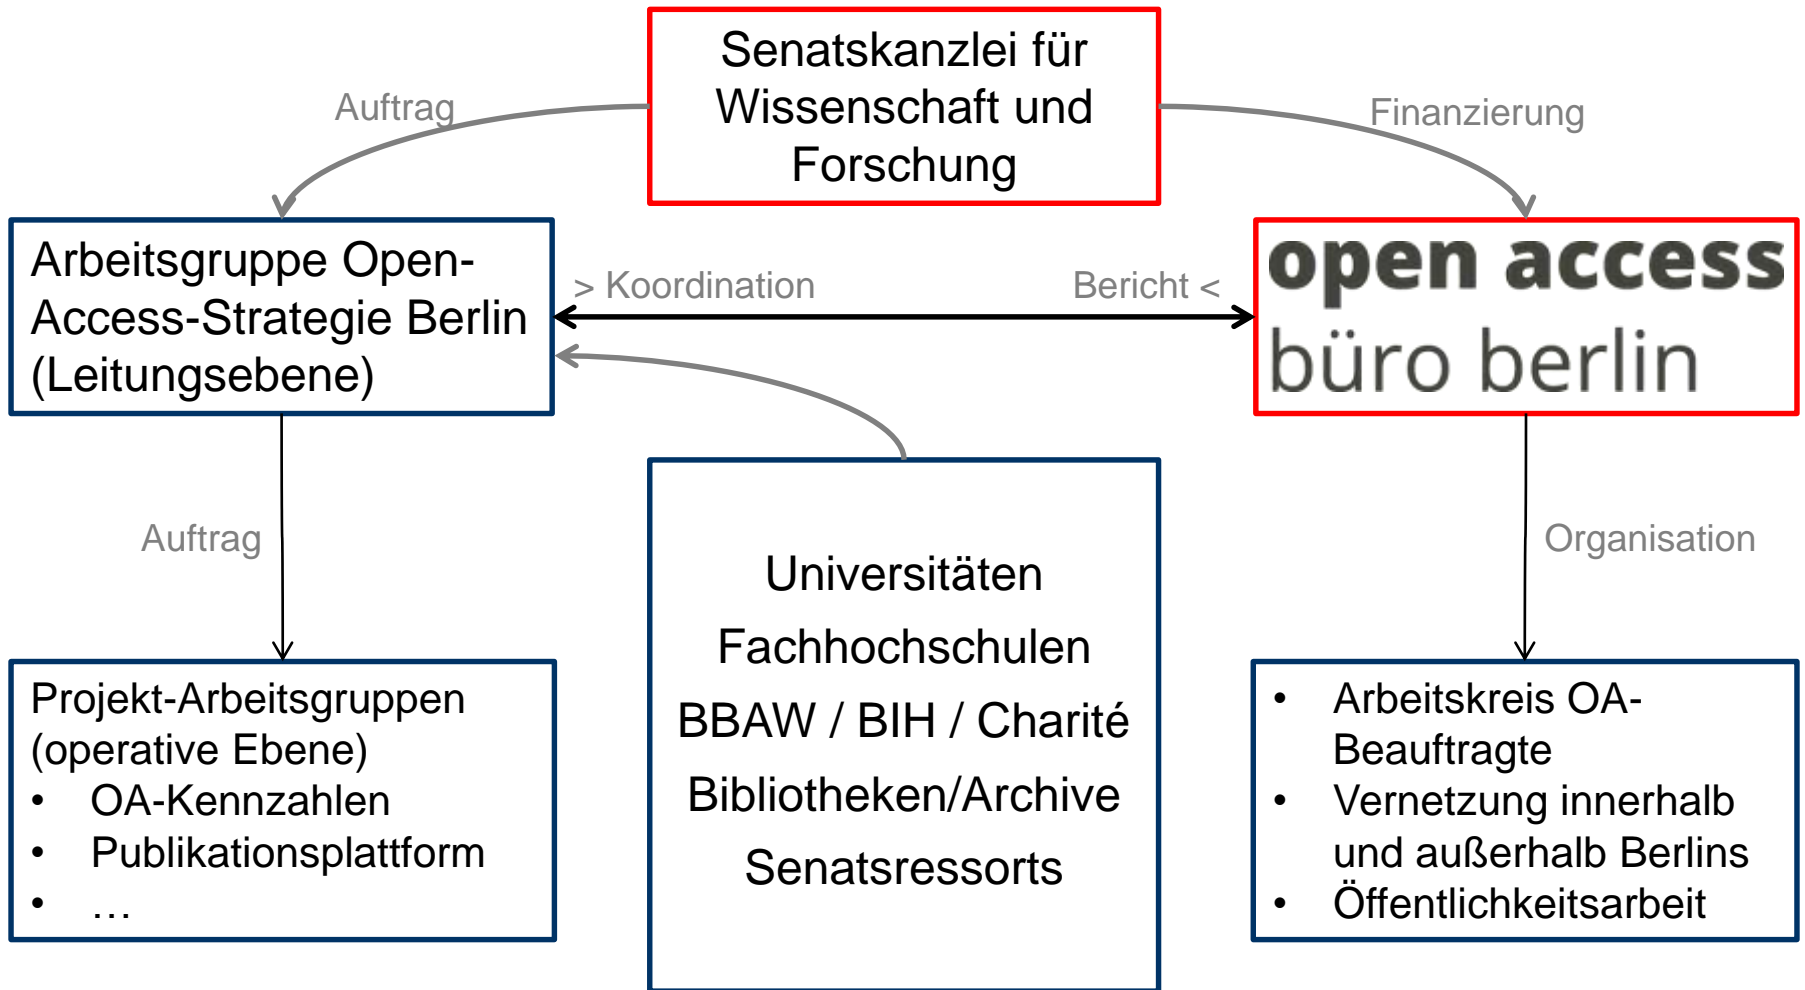 Senatskanzlei für
Wissenschaft und
Forschung
Auftrag
Finanzierung
Arbeitsgruppe Open-
Access-Strategie Berlin
(Leitungsebene)
> Koordination
Bericht <
open access
büro berlin
Auftrag
Organisation
Universitäten
Fachhochschulen
BBAW / BIH / Charité
Bibliotheken/Archive
Senatsressorts
Projekt-Arbeitsgruppen
(operative Ebene)
• OA-Kennzahlen
• Publikationsplattform
• …
• Arbeitskreis OA-
Beauftragte
• Vernetzung innerhalb
und außerhalb Berlins
• Öffentlichkeitsarbeit